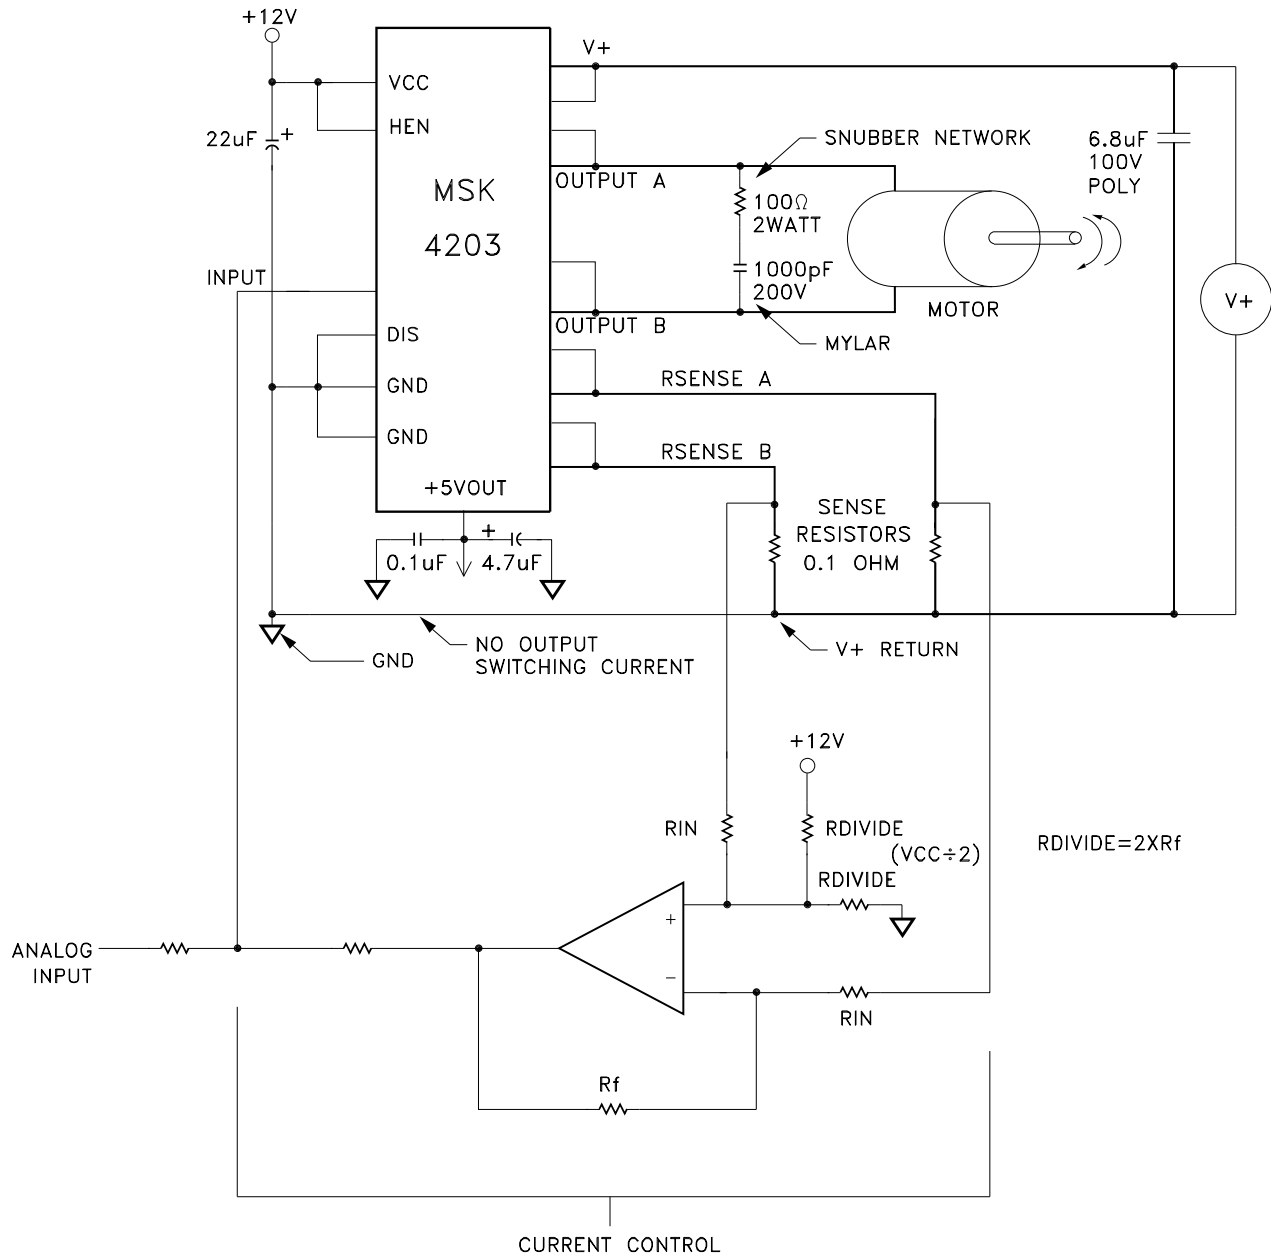 +12V
V+
VCC
HEN
22uF
+
MSK
4203
OUTPUT A
SNUBBER NETWORK
100Ω
2WATT
1000pF
200V
6.8uF
100V
POLY
INPUT
MOTOR
V+
DIS
OUTPUT B
MYLAR
GND
RSENSE A
GND
RSENSE B
+5VOUT
+
0.1uF
4.7uF
SENSE
RESISTORS
0.1 OHM
GND
NO OUTPUT
SWITCHING CURRENT
V+ RETURN
+12V
RIN
RDIVIDE
(VCC÷2)
RDIVIDE
RDIVIDE=2XRf
+
−
ANALOG
INPUT
RIN
Rf
CURRENT CONTROL